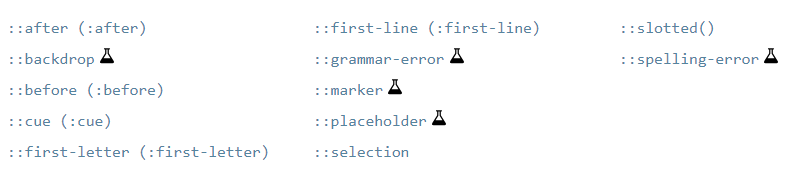 ::after (:after)
::backdrop
::before (:before)
::cue (:cue)
::first-letter (:first-letter)
::first-line (:first-line)
::grammar-error
::marker
::placeholder
::selection
::slotted()
::spelling-error